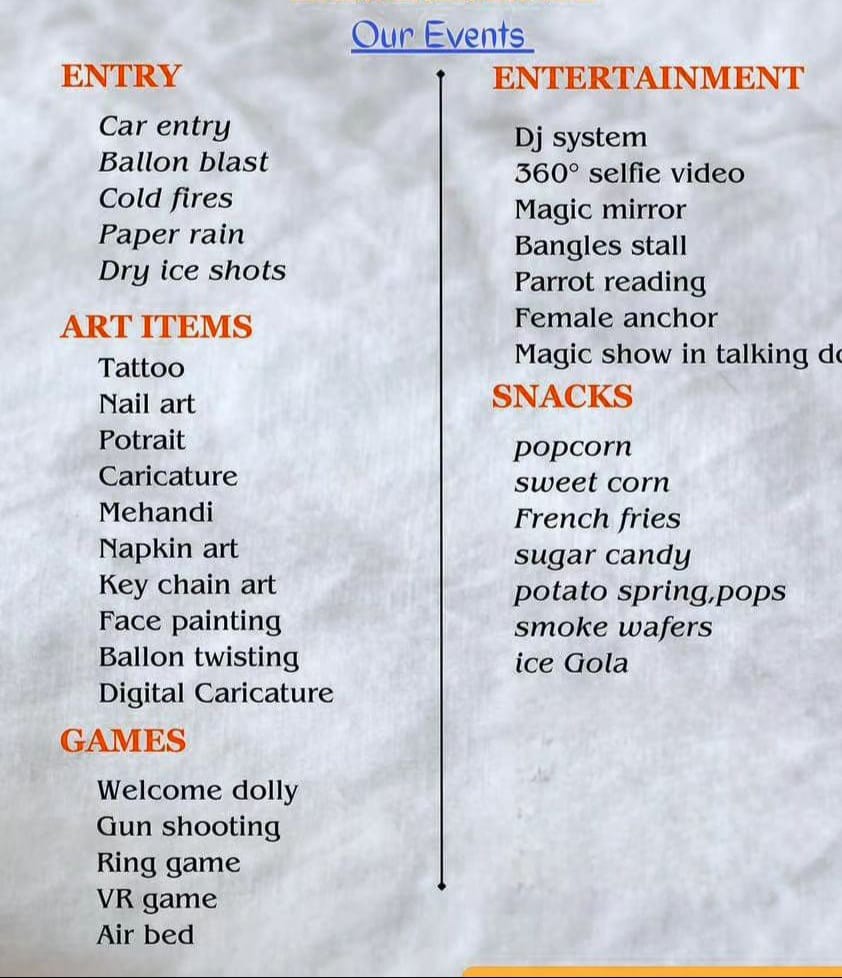 Our Events
ENTRY
Car entry
Ballon blast
Cold fires
Paper rain
Dry ice shots
ART ITEMS
Tattoo
Nail art
Potrait
Caricature
Mehandi
Napkin art
Key chain art
Face painting
Ballon twisting
Digital Caricature
GAMES
Welcome dolly
Gun shooting
Ring game
VR game
Air bed
ENTERTAINMENT
Dj system
360° selfie video
Magic mirror
Bangles stall
Parrot reading
Female anchor
Magic show in talking
SNACKS
popcorn
sweet corn
French fries
sugar candy
potato spring,pops
smoke wafers
ice Gola